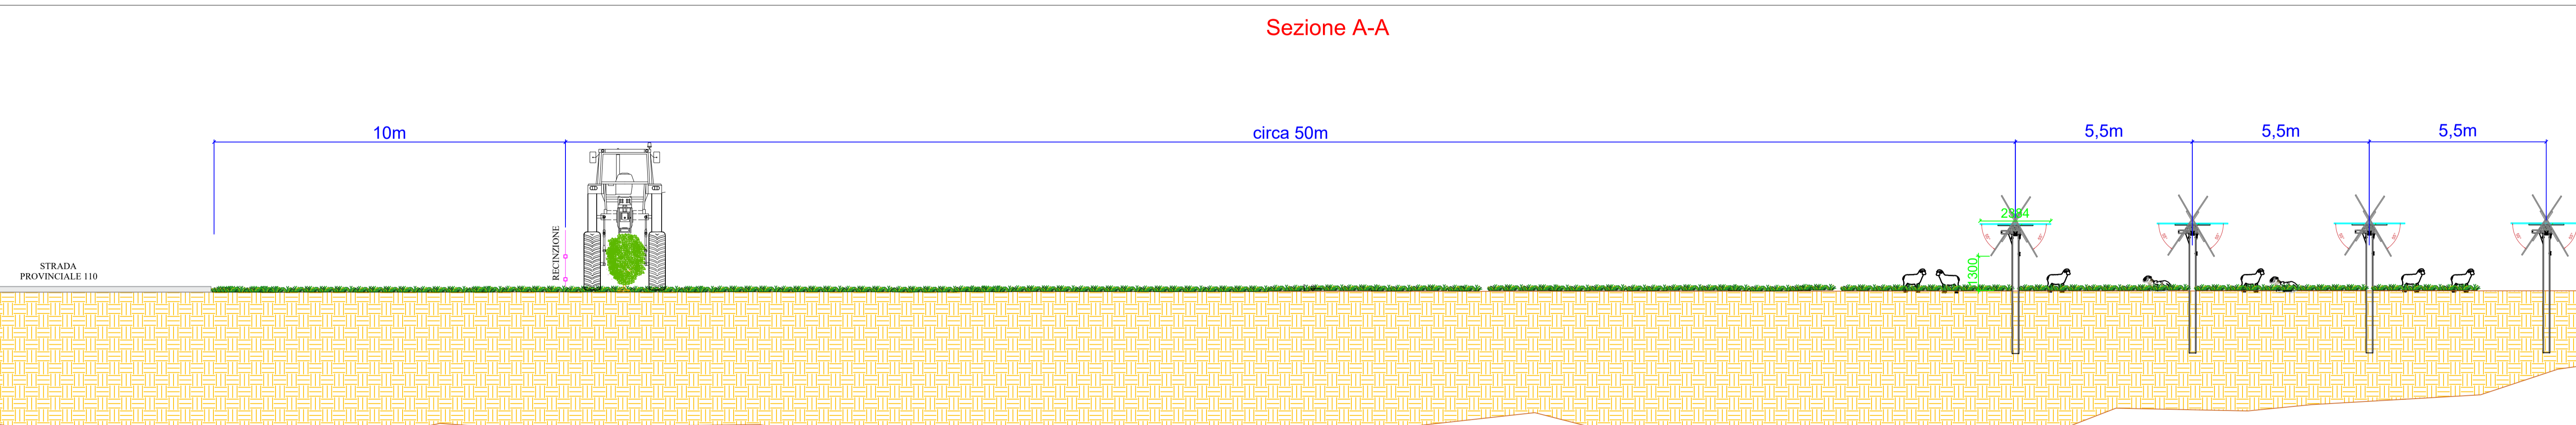 Sezione A-A
10m
circa 50m
5,5m
5,5m
5,5m
STRADA
PROVINCIALE 110
RECINZIONE
1300